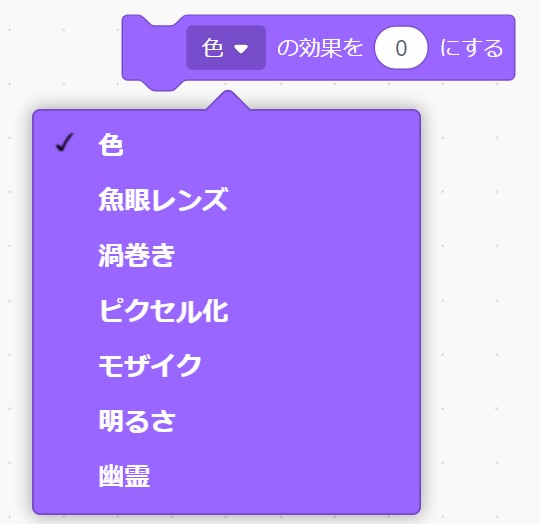 色 の効果を 0 にする
色
魚眼レンズ
渦巻き
ピクセル化
モザイク
明るさ
幽霊